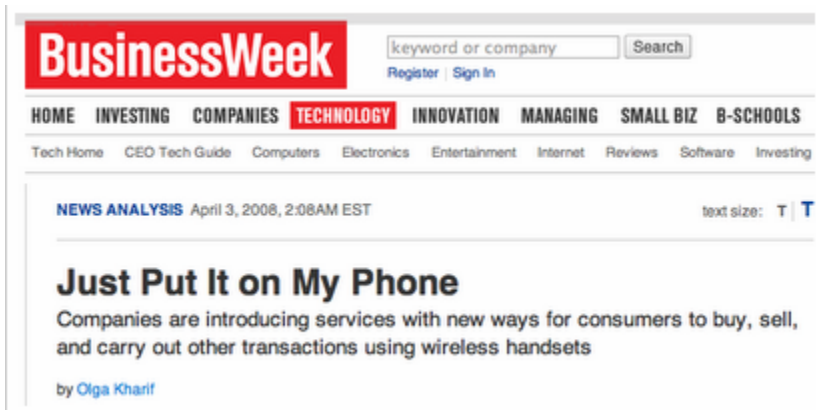 BusinessWeek
keyword or company Search
Register | Sign In
HOME INVESTING COMPANIES TECHNOLOGY INNOVATION MANAGING SMALL BIZ B-SCHOOLS
Tech Home CEO Tech Guide Computers Electronics Entertainment Internet Reviews Software Investing
NEWS ANALYSIS April 3, 2008, 2:08AM EST text size: T | T
Just Put It on My Phone
Companies are introducing services with new ways for consumers to buy, sell,
and carry out other transactions using wireless handsets
by Olga Kharif